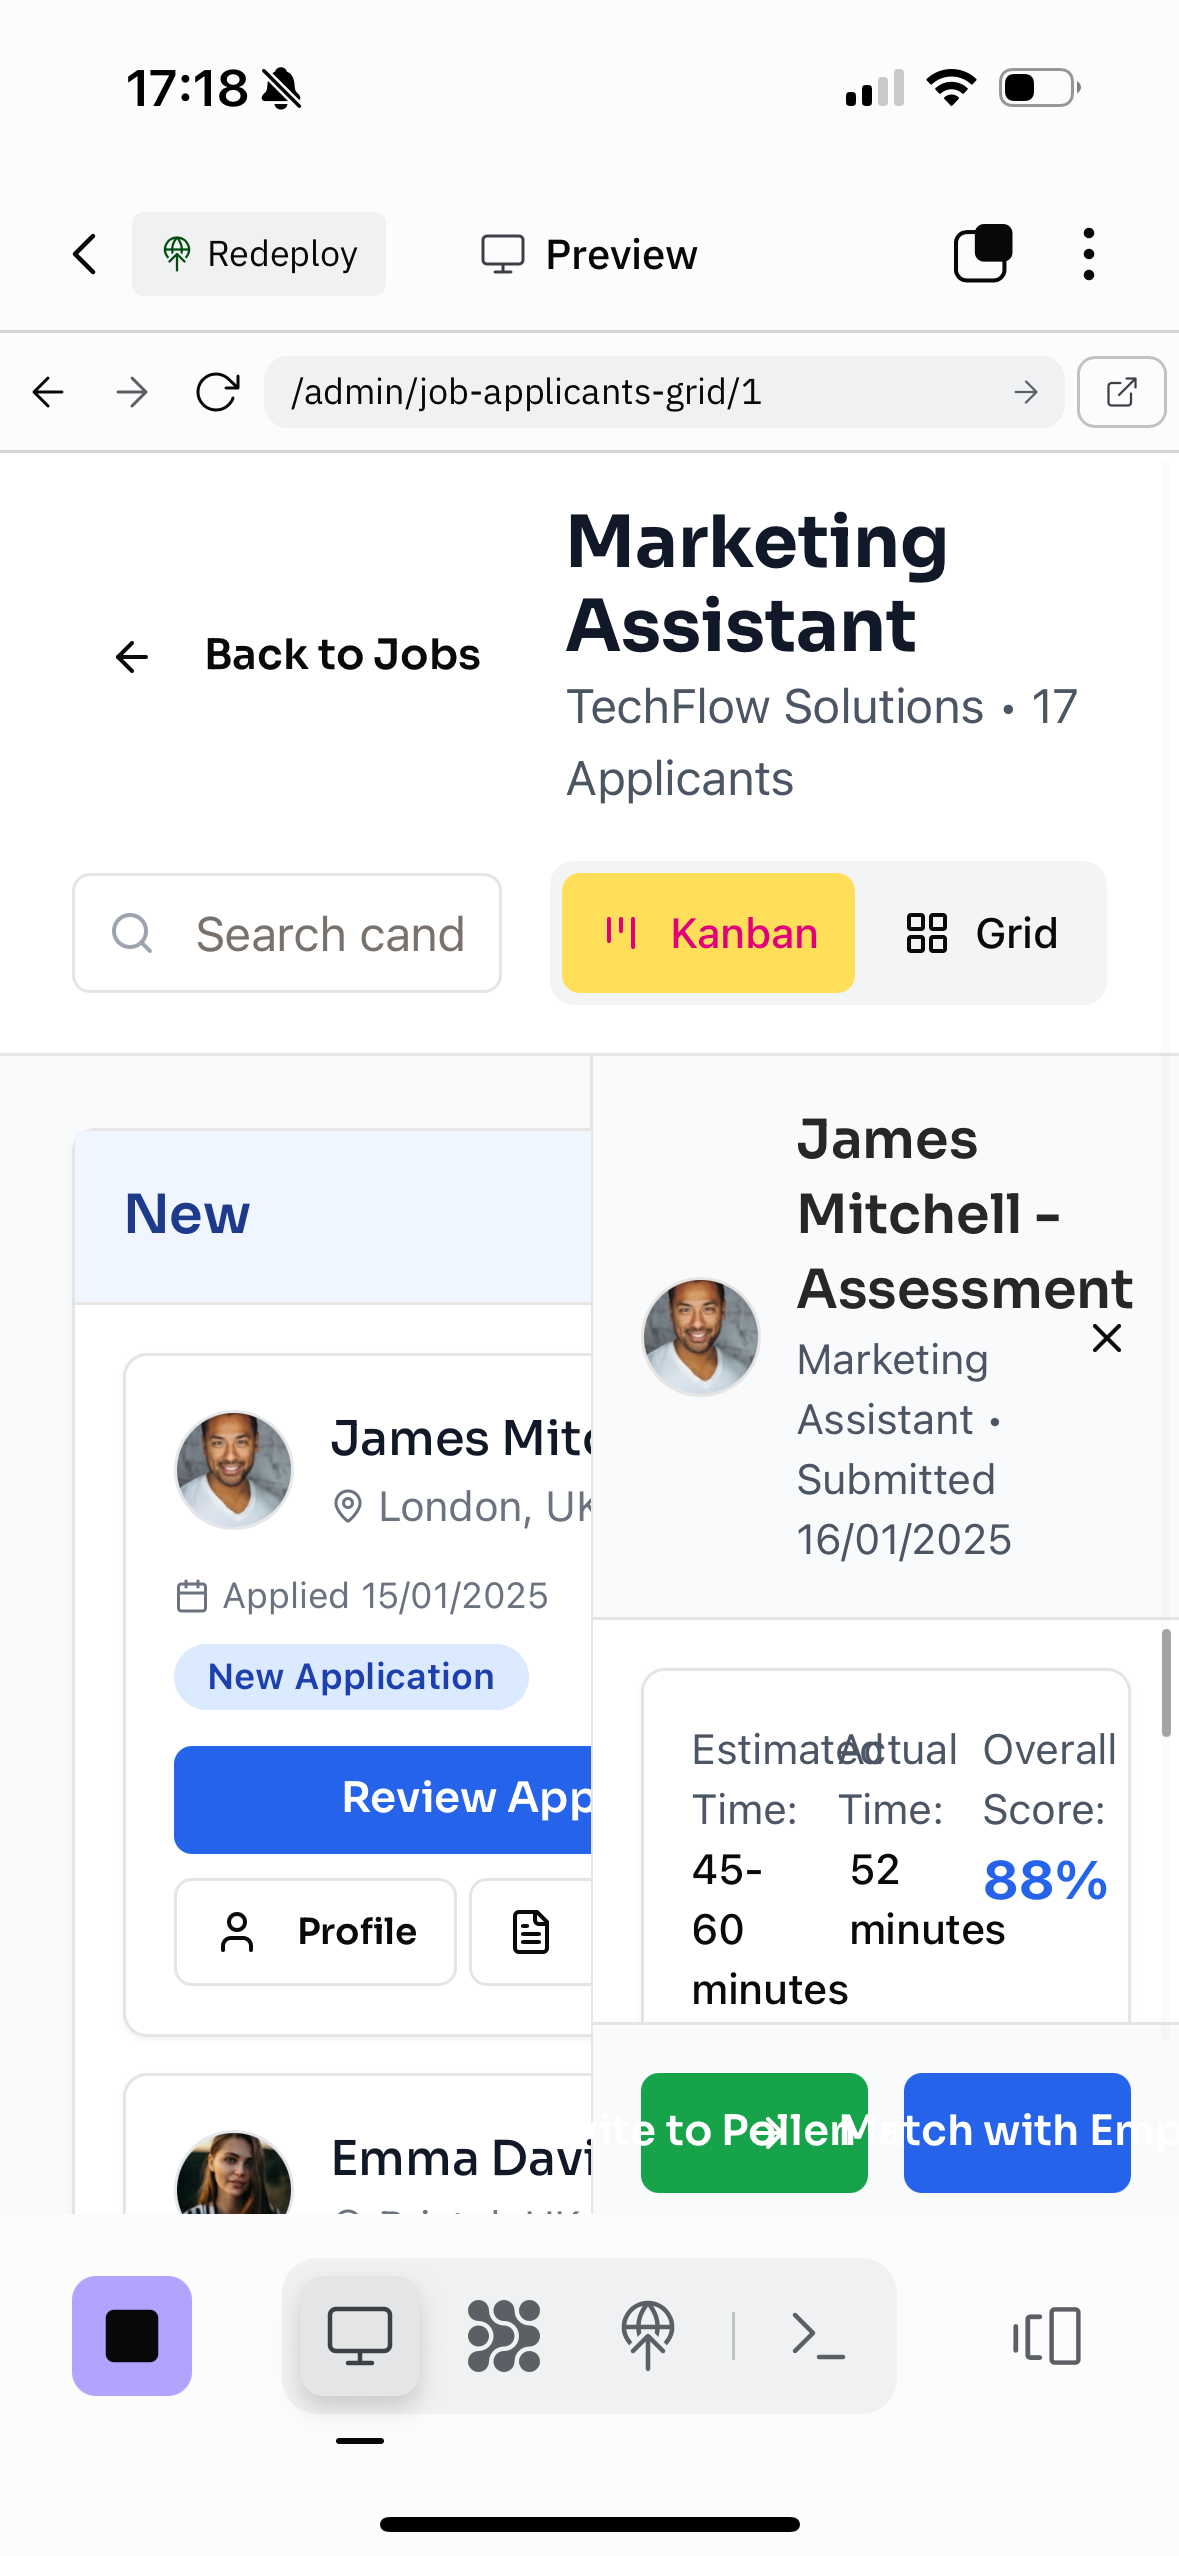 17:18
Redeploy
Preview
/admin/job-applicants-grid/1
Back to Jobs
Marketing
Assistant
TechFlow Solutions • 17
Applicants
Search cand
Kanban
Grid
New
James Mitc
London, UK
Applied 15/01/2025
New Application
Review App
Profile
Emma Davi
James
Mitchell -
Assessment
Marketing
Assistant •
Submitted
16/01/2025
Estimated
Time:
45-
60
minutes
Actual
Time:
52
minutes
Overall
Score:
88%
ite to Pollen
Match with Emp